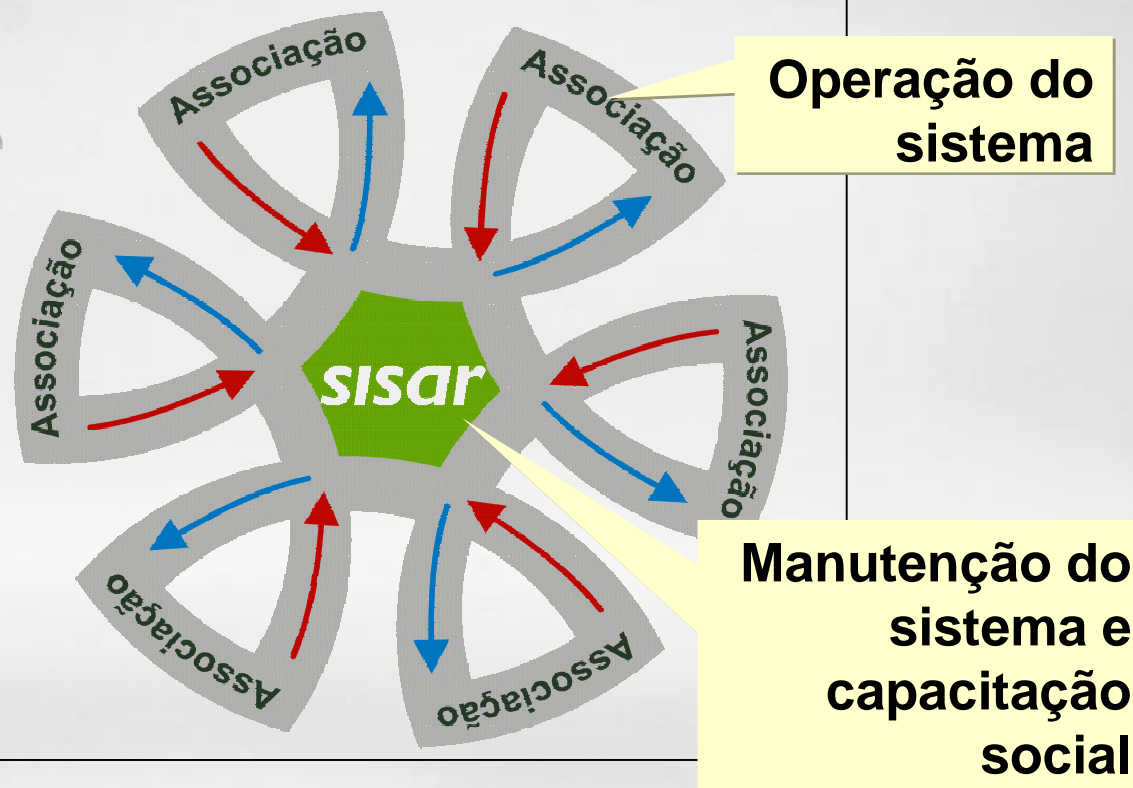 Associação
Associação
Operação do
sistema
Associação
Associação
sisar
Associação
Associação
Manutenção do
sistema e
capacitação
social